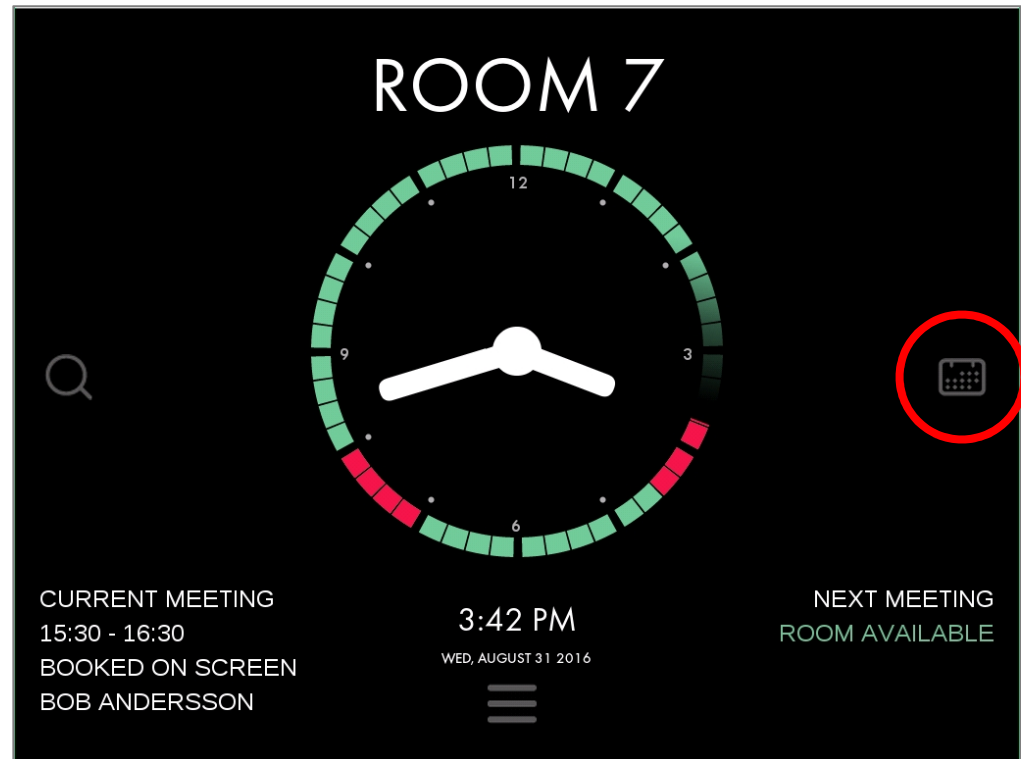 ROOM 7
12
9
3
6
CURRENT MEETING
15:30 - 16:30
BOOKED ON SCREEN
BOB ANDERSSON
3:42 PM
WED, AUGUST 31 2016
NEXT MEETING
ROOM AVAILABLE